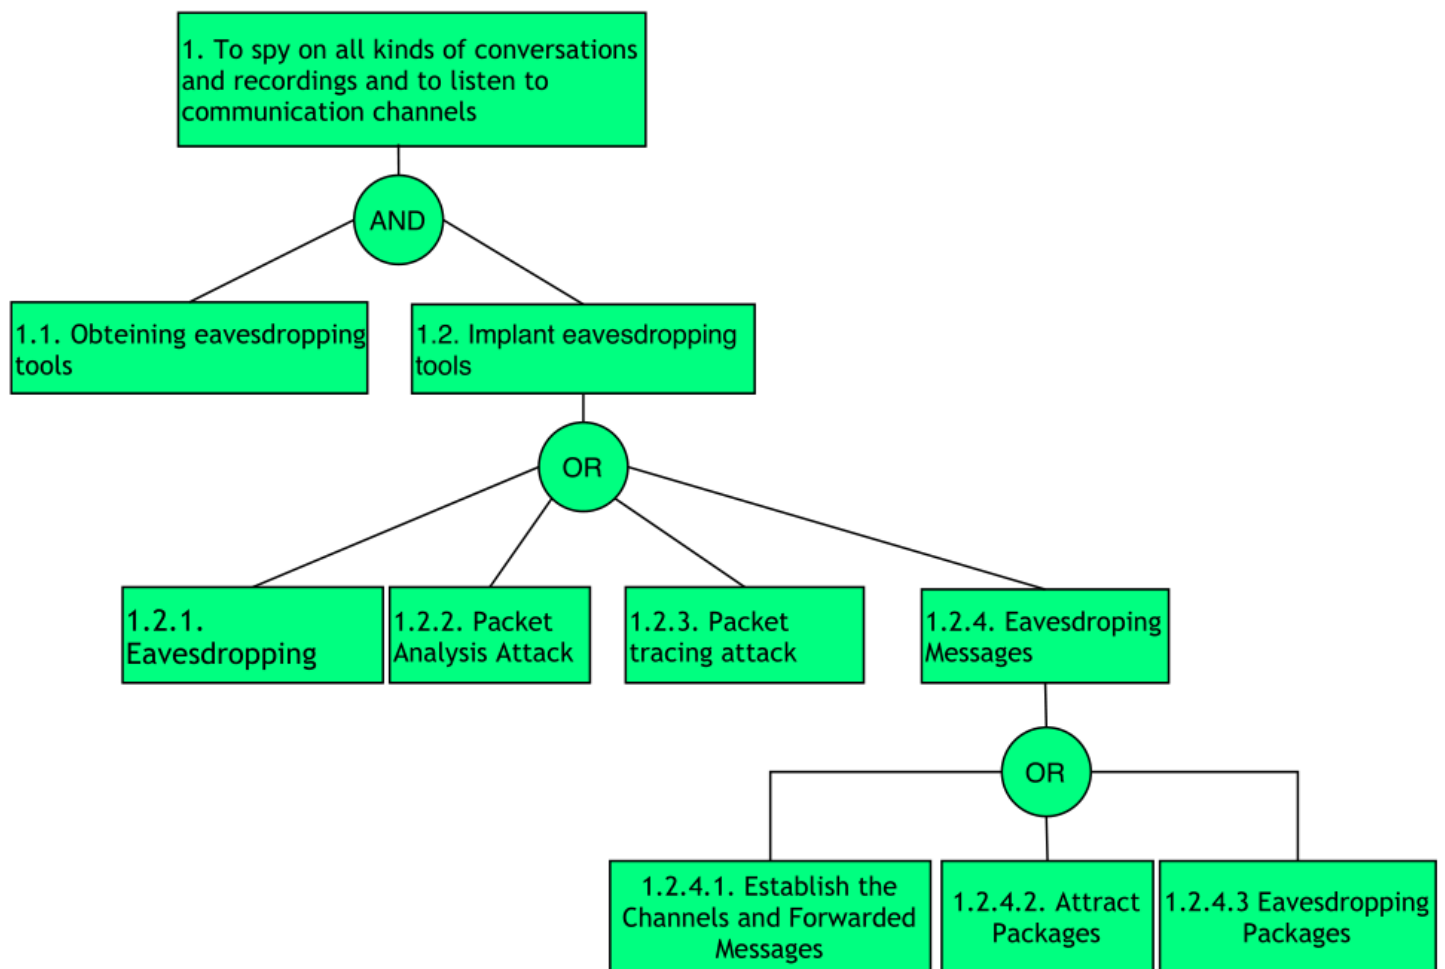 1. To spy on all kinds of conversations
and recordings and to listen to
communication channels
AND
1.1. Obteining eavesdropping
tools
1.2. Implant eavesdropping
tools
OR
1.2.1.
Eavesdropping
1.2.2. Packet
Analysis Attack
1.2.3. Packet
tracing attack
1.2.4. Eavesdroping
Messages
OR
1.2.4.1. Establish the
Channels and Forwarded
Messages
1.2.4.2. Attract
Packages
1.2.4.3 Eavesdropping
Packages